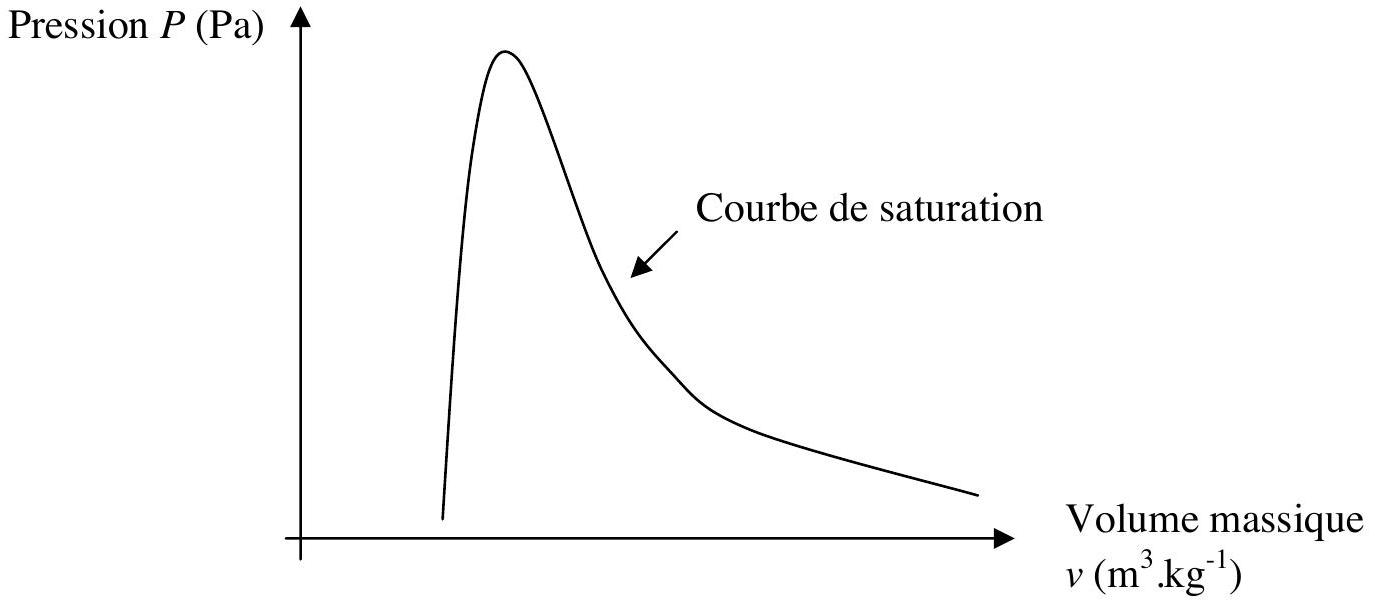 Pression P (Pa)
Courbe de saturation
Volume massique
v (m³.kg⁻¹)